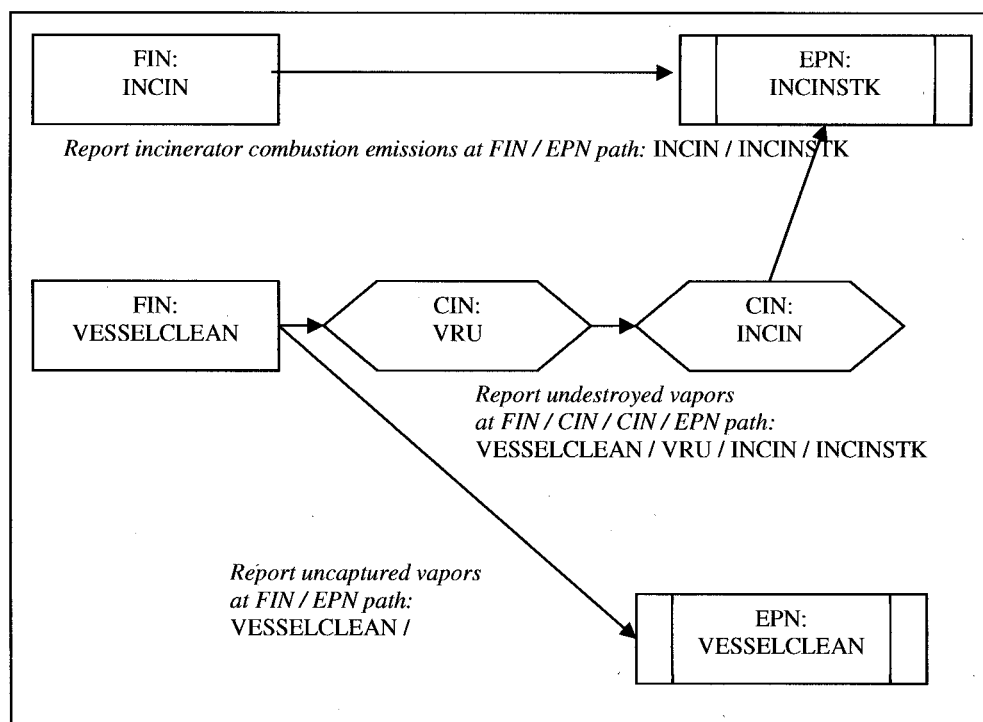 FIN:
INCIN
EPN:
INCINSTK
Report incinerator combustion emissions at FIN / EPN path: INCIN / INCINSTK
FIN:
VESSELCLEAN
CIN:
VRU
CIN:
INCIN
Report undestroyed vapors
at FIN / CIN / CIN / EPN path:
VESSELCLEAN / VRU / INCIN / INCINSTK
Report uncaptured vapors
at FIN / EPN path:
VESSELCLEAN /
EPN:
VESSELCLEAN